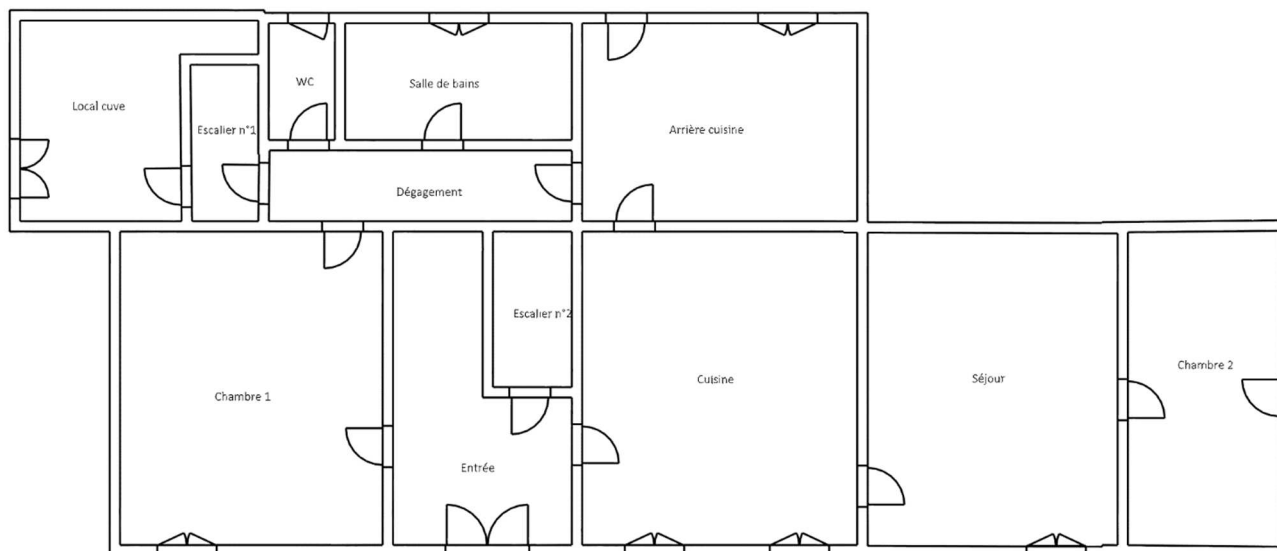 WC
Salle de bains
Local cuve
Escalier n°1
Arrière cuisine
Dégagement
Escalier n°2
Chambre 1
Cuisine
Séjour
Chambre 2
Entrée